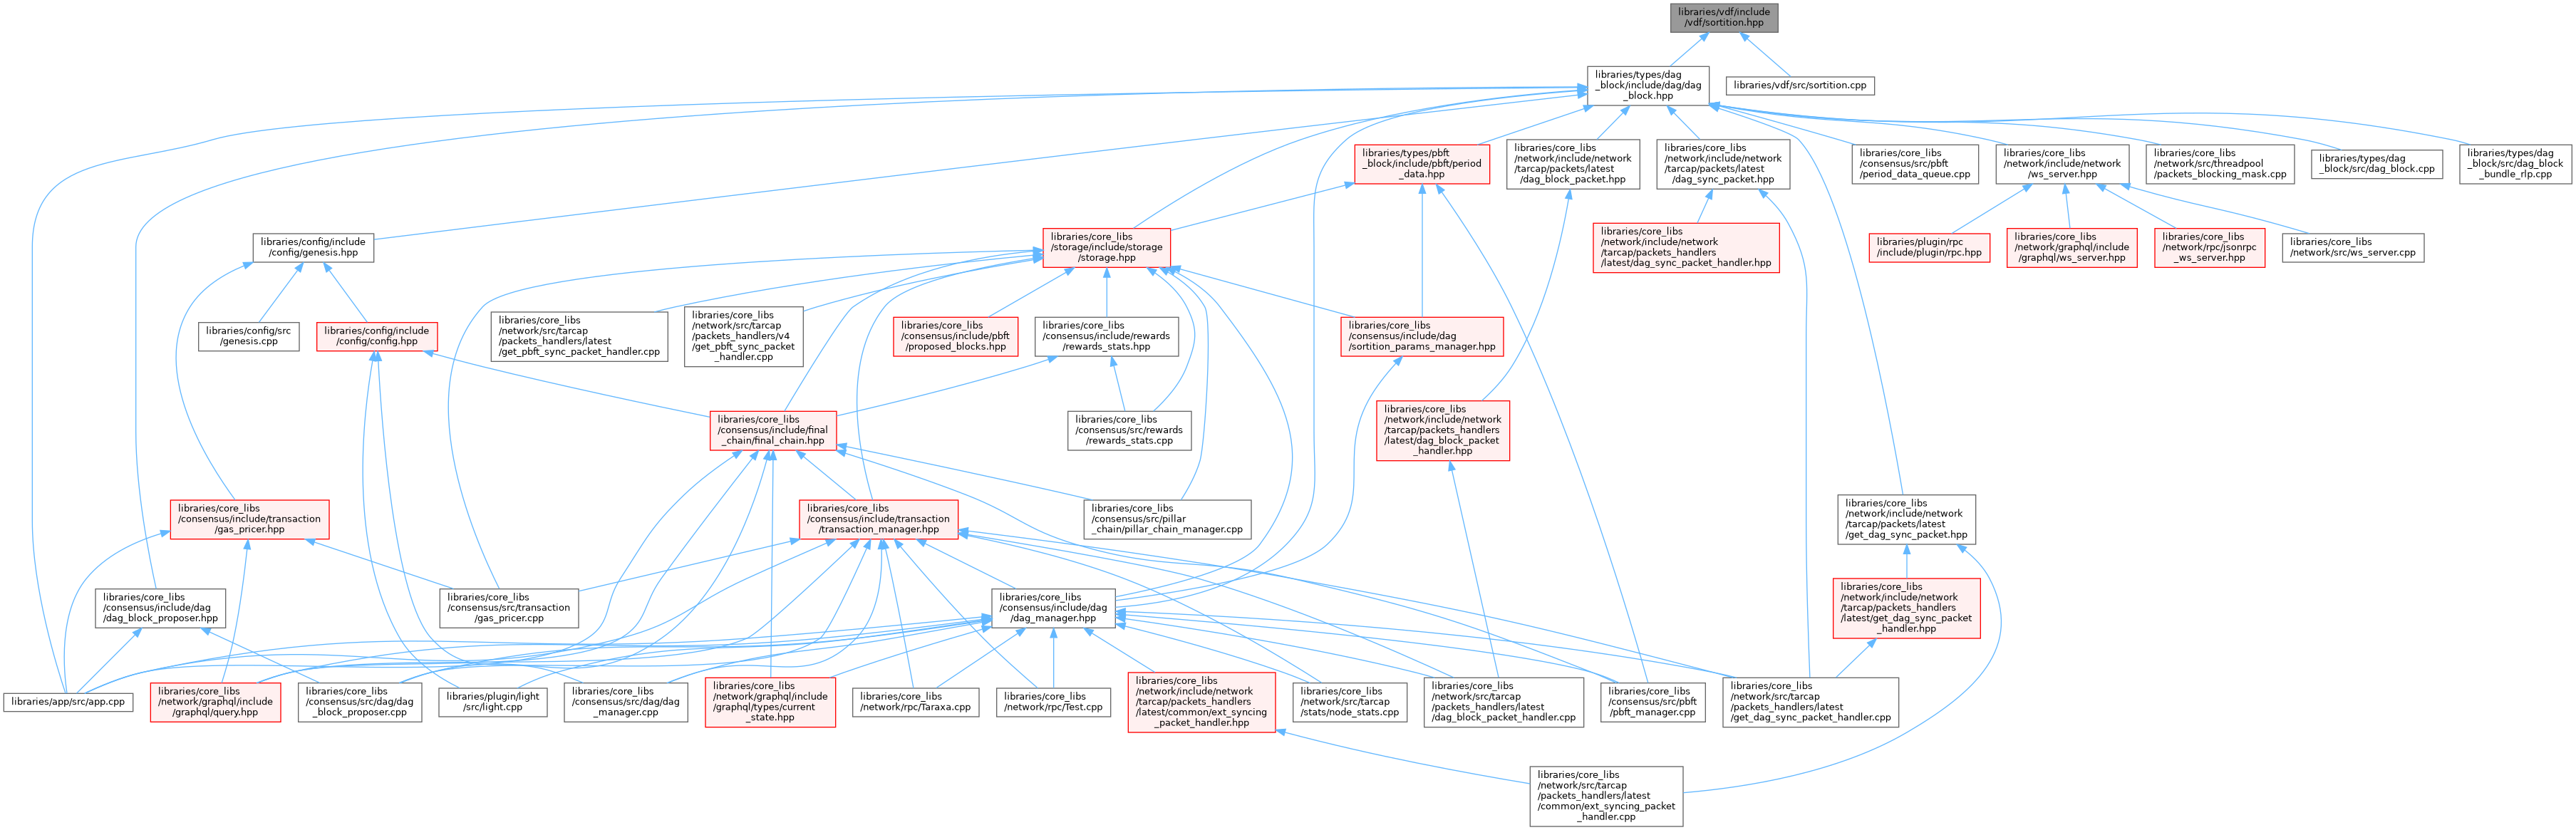 libraries/vdf/include
/vdf/sortition.hpp
libraries/types/dag
_block/include/dag/dag
_block.hpp
libraries/vdf/src/sortition.cpp
libraries/types/pbft
_block/include/pbft/period
_data.hpp
libraries/core_libs
/network/include/network
/tarcap/packets/latest
/dag_block_packet.hpp
libraries/core_libs
/network/include/network
/tarcap/packets/latest
/dag_sync_packet.hpp
libraries/core_libs
/consensus/src/pbft
/period_data_queue.cpp
libraries/core_libs
/network/include/network
/ws_server.hpp
libraries/core_libs
/network/src/threadpool
/packets_blocking_mask.cpp
libraries/types/dag
_block/src/dag_block.cpp
libraries/types/dag
_block/src/dag_block
_bundle_rlp.cpp
libraries/config/include
/config/genesis.hpp
libraries/core_libs
/storage/include/storage
/storage.hpp
libraries/core_libs
/network/include/network
/tarcap/packets_handlers
/latest/dag_sync_packet_handler.hpp
libraries/plugin/rpc
/include/plugin/rpc.hpp
libraries/core_libs
/network/graphql/include
/graphql/ws_server.hpp
libraries/core_libs
/network/rpc/jsonrpc
_ws_server.hpp
libraries/core_libs
/network/src/ws_server.cpp
libraries/config/src
/genesis.cpp
libraries/config/include
/config/config.hpp
libraries/core_libs
/network/src/tarcap
/packets_handlers/latest
/get_pbft_sync_packet_handler.cpp
libraries/core_libs
/network/src/tarcap
/packets_handlers/v4
/get_pbft_sync_packet
_handler.cpp
libraries/core_libs
/consensus/include/pbft
/proposed_blocks.hpp
libraries/core_libs
/consensus/include/rewards
/rewards_stats.hpp
libraries/core_libs
/consensus/include/dag
/sortition_params_manager.hpp
libraries/core_libs
/consensus/include/final
_chain/final_chain.hpp
libraries/core_libs
/consensus/src/rewards
/rewards_stats.cpp
libraries/core_libs
/network/include/network
/tarcap/packets_handlers
/latest/dag_block_packet
_handler.hpp
libraries/core_libs
/consensus/include/transaction
/gas_pricer.hpp
libraries/core_libs
/consensus/include/transaction
/transaction_manager.hpp
libraries/core_libs
/consensus/src/pillar
_chain/pillar_chain_manager.cpp
libraries/core_libs
/network/include/network
/tarcap/packets/latest
/get_dag_sync_packet.hpp
libraries/core_libs
/consensus/include/dag
/dag_block_proposer.hpp
libraries/core_libs
/consensus/src/transaction
/gas_pricer.cpp
libraries/core_libs
/consensus/include/dag
/dag_manager.hpp
libraries/core_libs
/network/include/network
/tarcap/packets_handlers
/latest/get_dag_sync_packet
_handler.hpp
libraries/app/src/app.cpp
libraries/core_libs
/network/graphql/include
/graphql/query.hpp
libraries/core_libs
/consensus/src/dag/dag
_block_proposer.cpp
libraries/plugin/light
/src/light.cpp
libraries/core_libs
/consensus/src/dag/dag
_manager.cpp
libraries/core_libs
/network/graphql/include
/graphql/types/current
_state.hpp
libraries/core_libs
/network/rpc/Taraxa.cpp
libraries/core_libs
/network/rpc/Test.cpp
libraries/core_libs
/network/include/network
/tarcap/packets_handlers
/latest/common/ext_syncing
_packet_handler.hpp
libraries/core_libs
/network/src/tarcap
/stats/node_stats.cpp
libraries/core_libs
/network/src/tarcap
/packets_handlers/latest
/dag_block_packet_handler.cpp
libraries/core_libs
/consensus/src/pbft
/pbft_manager.cpp
libraries/core_libs
/network/src/tarcap
/packets_handlers/latest
/get_dag_sync_packet_handler.cpp
libraries/core_libs
/network/src/tarcap
/packets_handlers/latest
/common/ext_syncing_packet
_handler.cpp